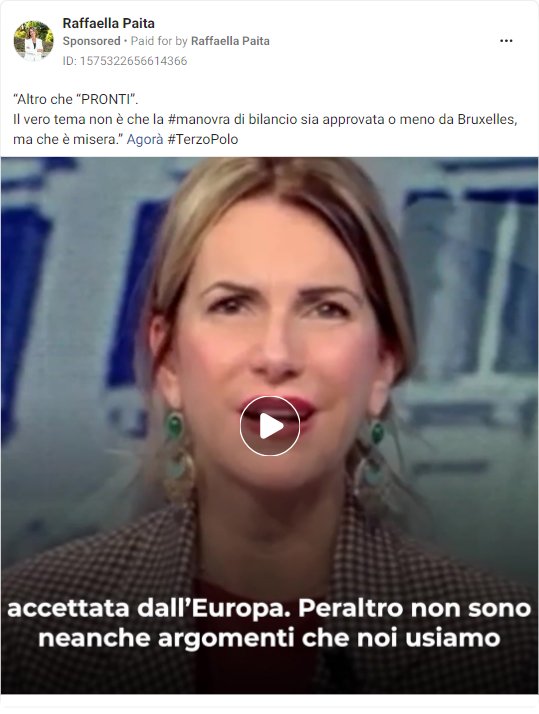 Raffaella Paita
Sponsored • Paid for by Raffaella Paita
ID: 1575322656614366
“Altro che “PRONTI”.
Il vero tema non è che la #manovra di bilancio sia approvata o meno da Bruxelles,
ma che è misera.” Agorà #TerzoPolo
accettata dall’Europa. Peraltro non sono
neanche argomenti che noi usiamo